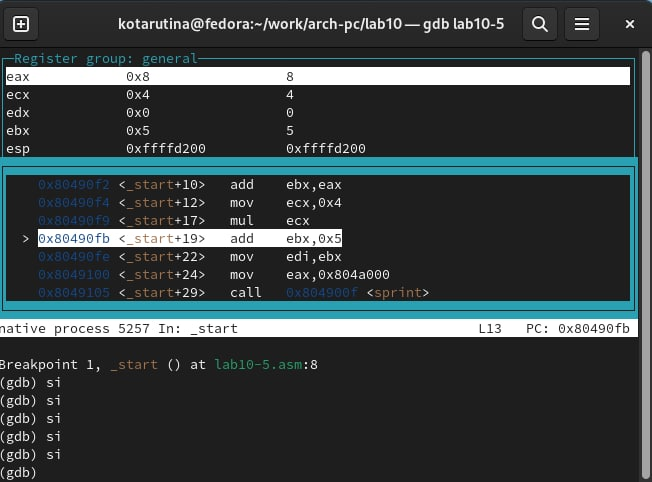 kotarutina@fedora:~/work/arch-pc/lab10 — gdb lab10-5
Register group: general
eax 0x8 8
ecx 0x4 4
edx 0x0 0
ebx 0x5 5
esp 0xffffd200 0xffffd200
0x80490f2 <_start+10> add ebx,eax
0x80490f4 <_start+12> mov ecx,0x4
0x80490f9 <_start+17> mul ecx
> 0x80490fb <_start+19> add ebx,0x5
0x80490fe <_start+22> mov edi,ebx
0x8049100 <_start+24> mov eax,0x804a000
0x8049105 <_start+29> call 0x804900f <sprint>
native process 5257 In: _start L13 PC: 0x80490fb
Breakpoint 1, _start () at lab10-5.asm:8
(gdb) si
(gdb) si
(gdb) si
(gdb) si
(gdb) si
(gdb)